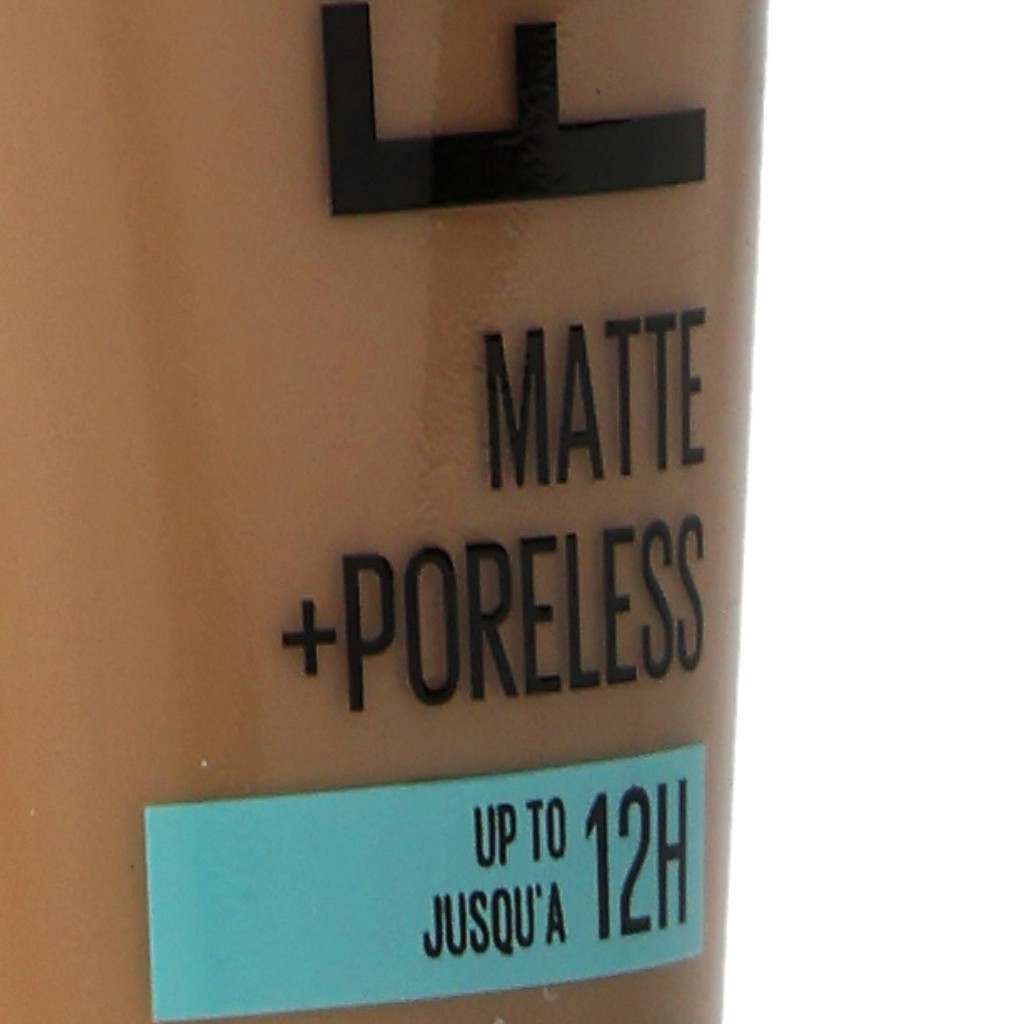 F
MATTE
+PORELESS
UP TO
JUSQU'A
12H